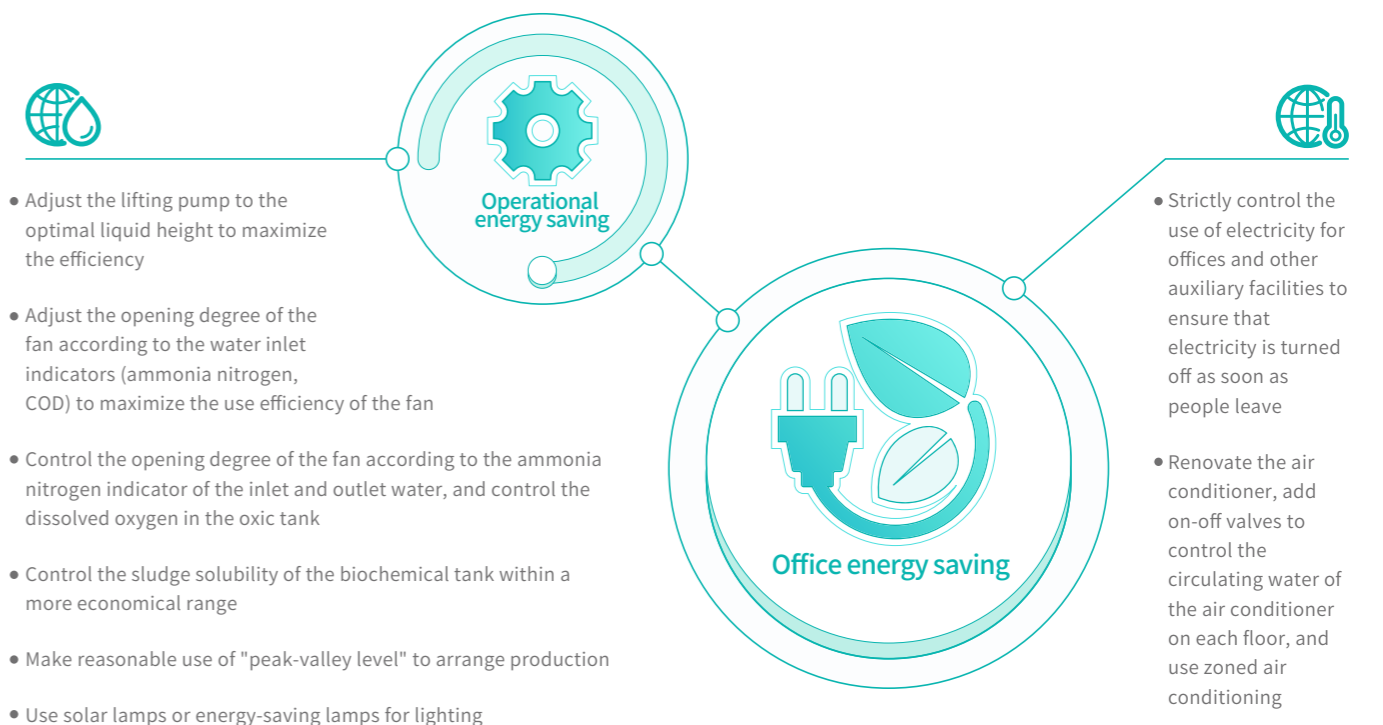 Operational
energy saving
● Adjust the lifting pump to the
optimal liquid height to maximize
the efficiency
● Adjust the opening degree of the
fan according to the water inlet
indicators (ammonia nitrogen,
COD) to maximize the use efficiency of the fan
● Control the opening degree of the fan according to the ammonia
nitrogen indicator of the inlet and outlet water, and control the
dissolved oxygen in the oxic tank
● Control the sludge solubility of the biochemical tank within a
more economical range
● Make reasonable use of "peak-valley level" to arrange production
● Use solar lamps or energy-saving lamps for lighting
Office energy saving
● Strictly control the
use of electricity for
offices and other
auxiliary facilities to
ensure that
electricity is turned
off as soon as
people leave
● Renovate the air
conditioner, add
on-off valves to
control the
circulating water of
the air conditioner
on each floor, and
use zoned air
conditioning